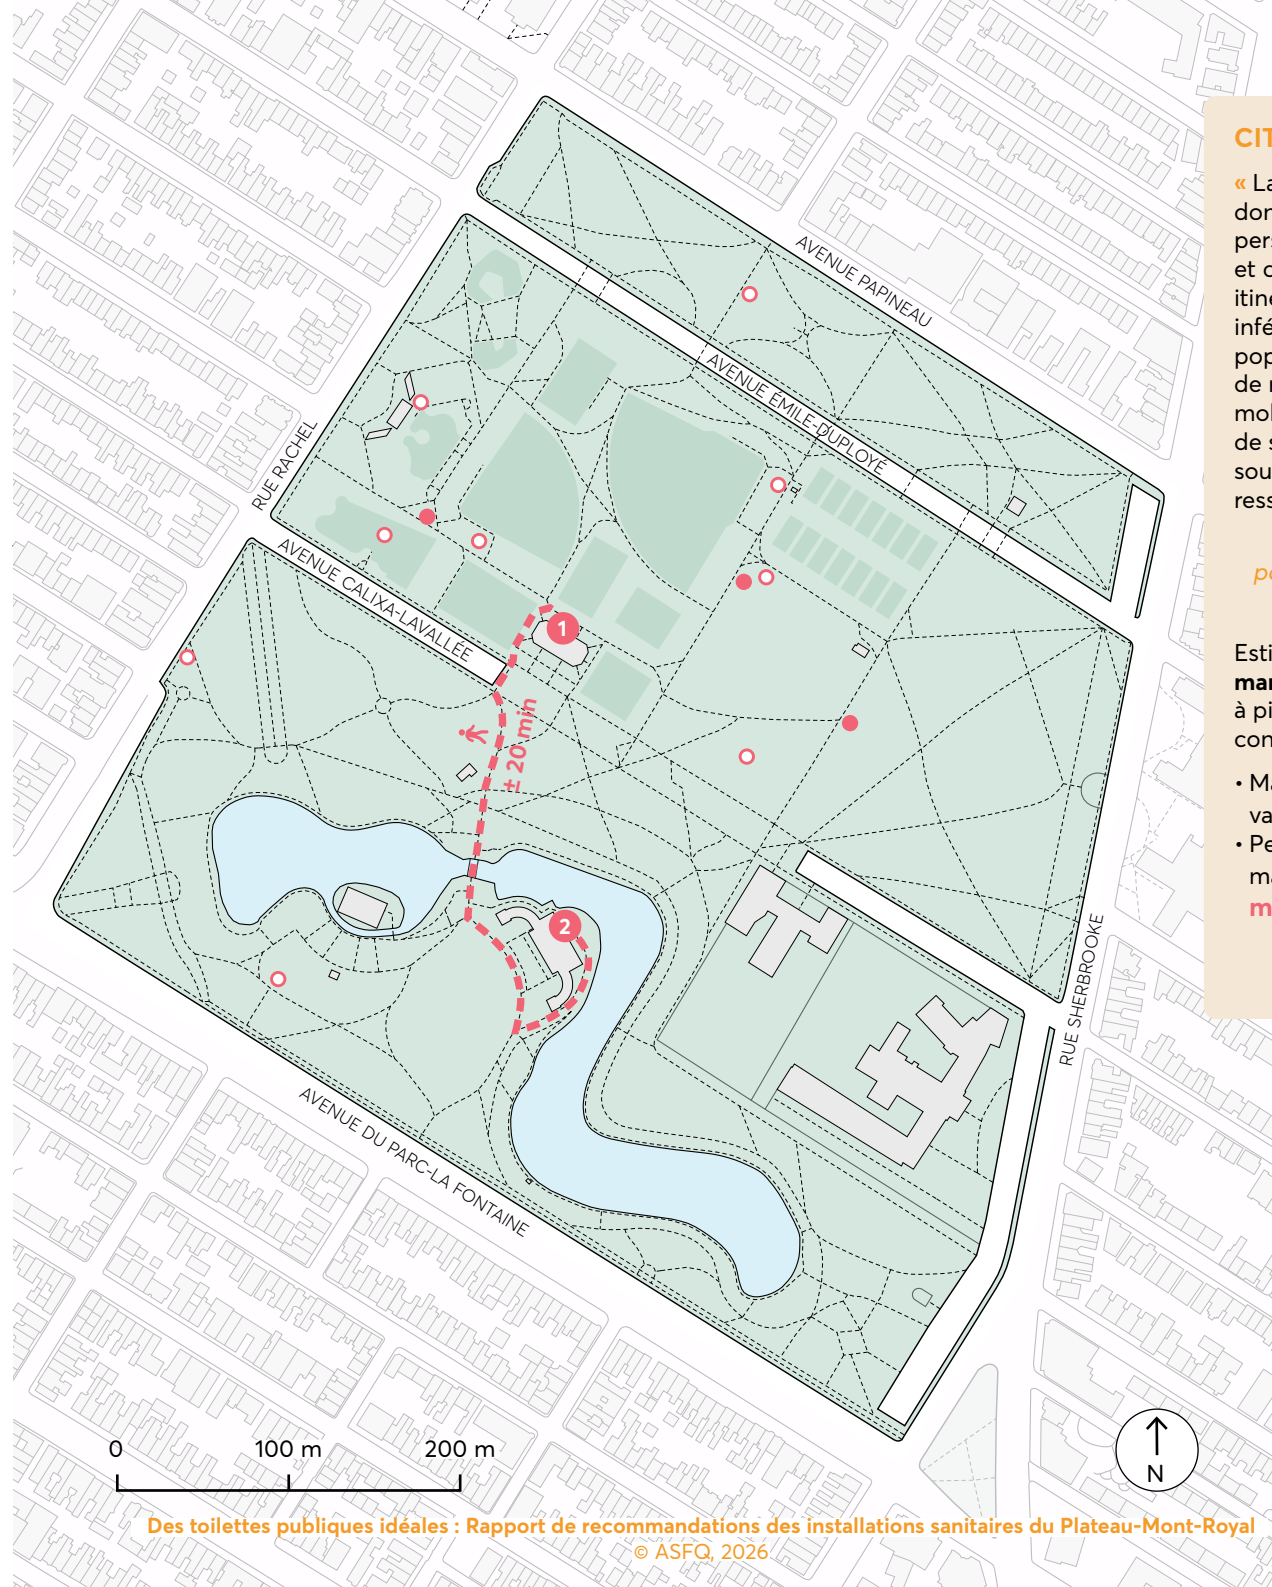 AVENUE PAPINEAU
AVENUE ÉMILE-DUPLOYÉ
RUE RACHEL
AVENUE CALIXA-LAVALLÉE
1
± 20 min
2
RUE SHERBROOKE
AVENUE DU PARC-LA FONTAINE
0
100 m
200 m
N
CIT
« La
don
pers
et c
itine
infé
pop
de r
mol
de s
sou
ress
po
Esti
mar
à pi
con
• Ma
va
• Pe
ma
m
Des toilettes publiques idéales : Rapport de recommandations des installations sanitaires du Plateau-Mont-Royal
© ASFQ, 2026